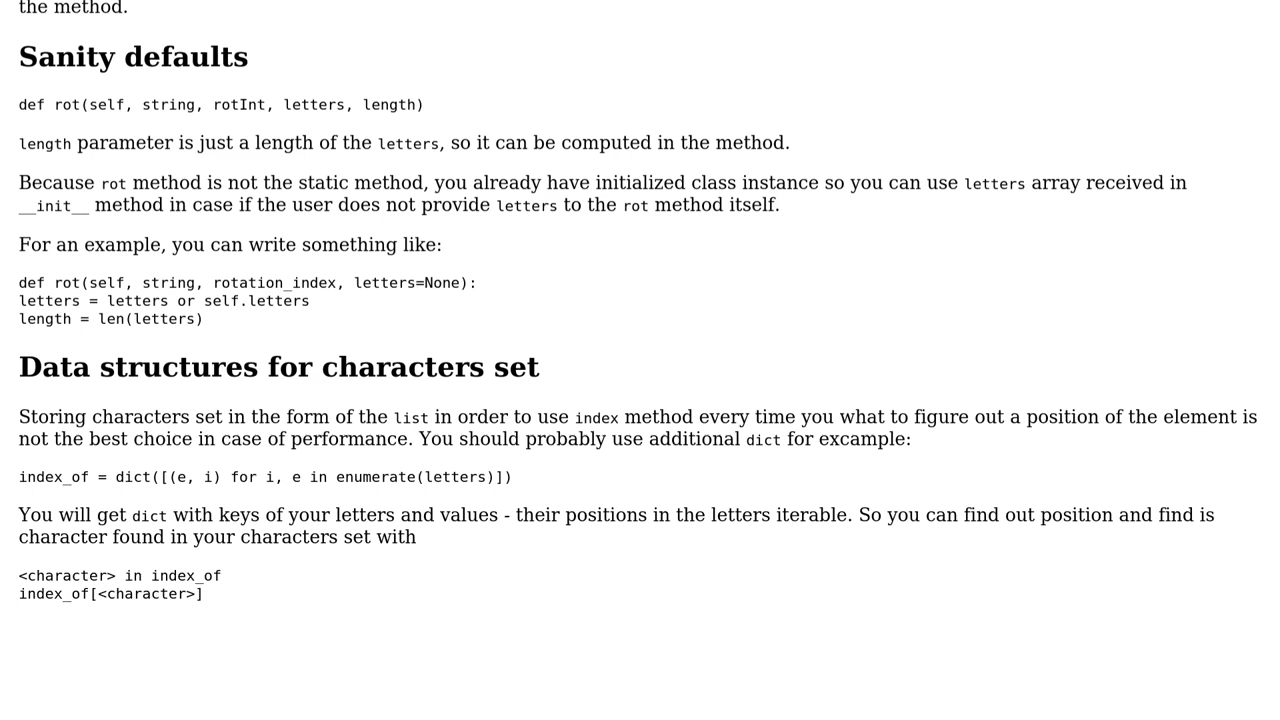 the method.
Sanity defaults
def rot(self, string, rotInt, letters, length)
length parameter is just a length of the letters, so it can be computed in the method.
Because rot method is not the static method, you already have initialized class instance so you can use letters array received in
__init__ method in case if the user does not provide letters to the rot method itself.
For an example, you can write something like:
def rot(self, string, rotation_index, letters=None):
letters = letters or self.letters
length = len(letters)
Data structures for characters set
Storing characters set in the form of the list in order to use index method every time you what to figure out a position of the element is
not the best choice in case of performance. You should probably use additional dict for excample:
index_of = dict([(e, i) for i, e in enumerate(letters)])
You will get dict with keys of your letters and values - their positions in the letters iterable. So you can find out position and find is
character found in your characters set with
<character> in index_of
index_of[<character>]